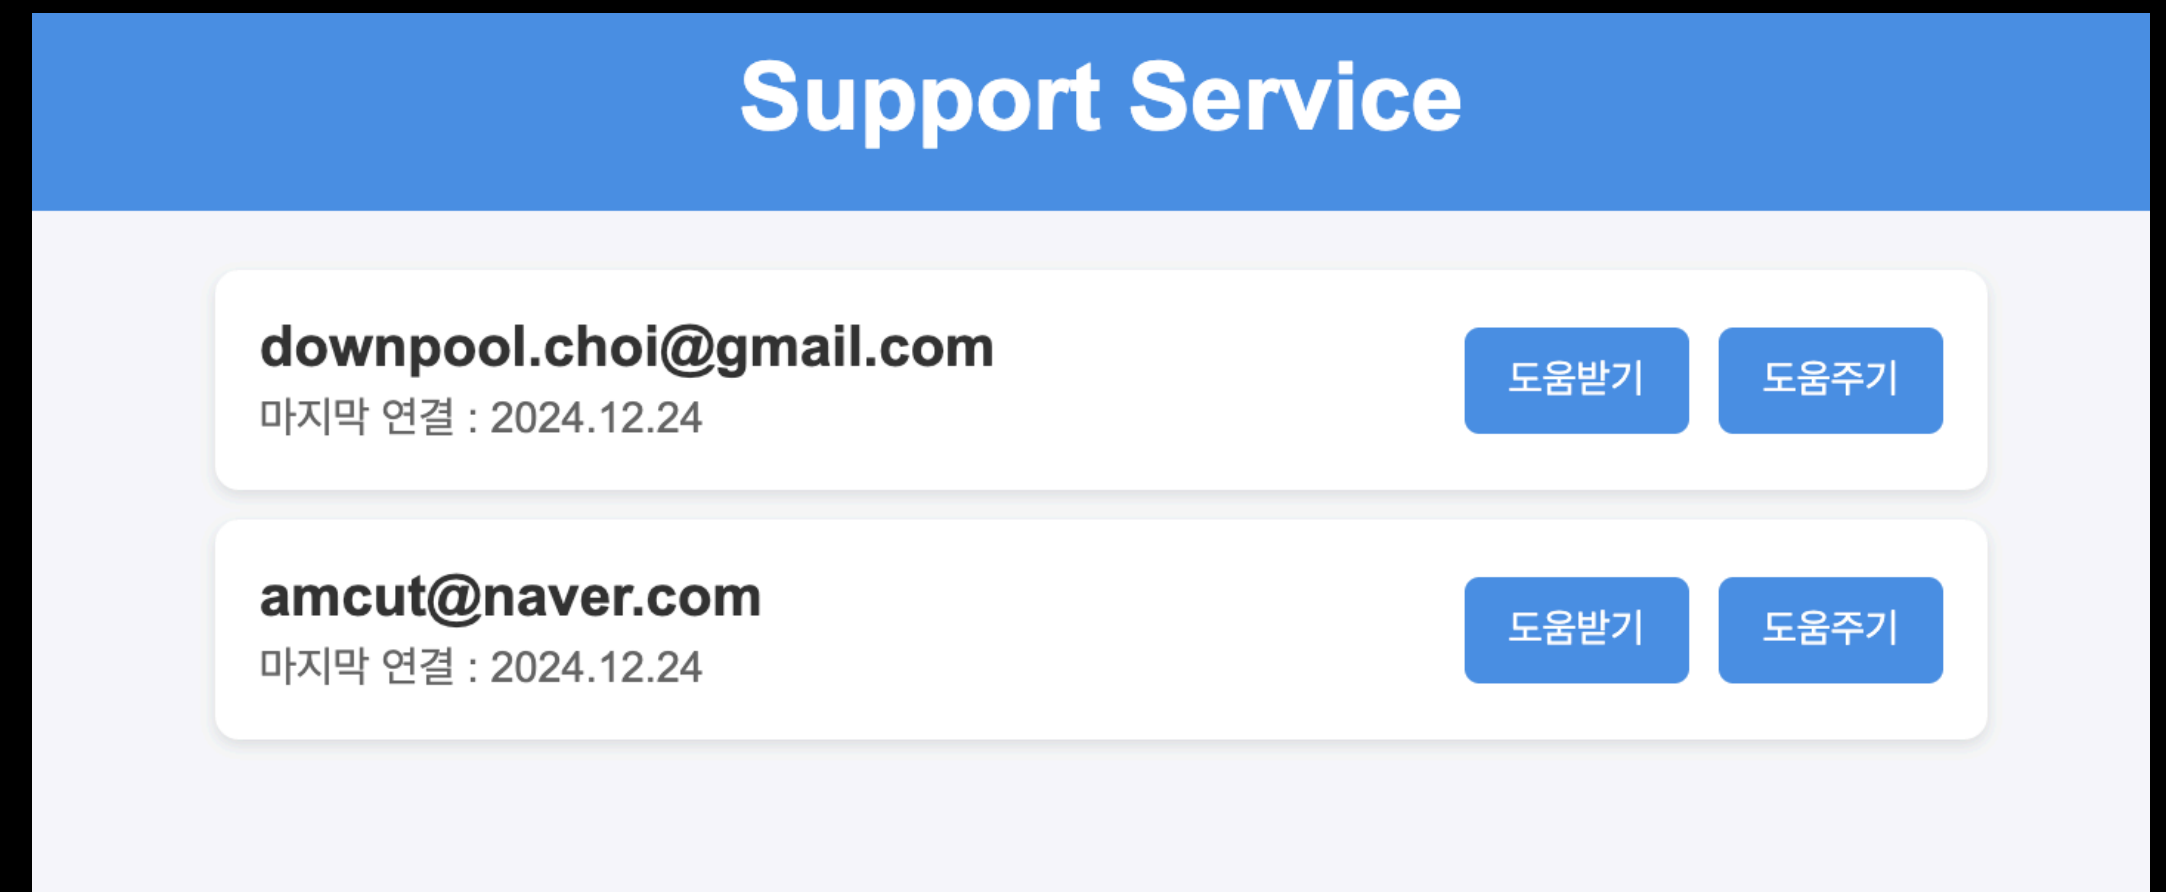 Support Service
downpool.choi@gmail.com
마지막 연결 : 2024.12.24
도움받기
도움주기
amcut@naver.com
마지막 연결 : 2024.12.24
도움받기
도움주기